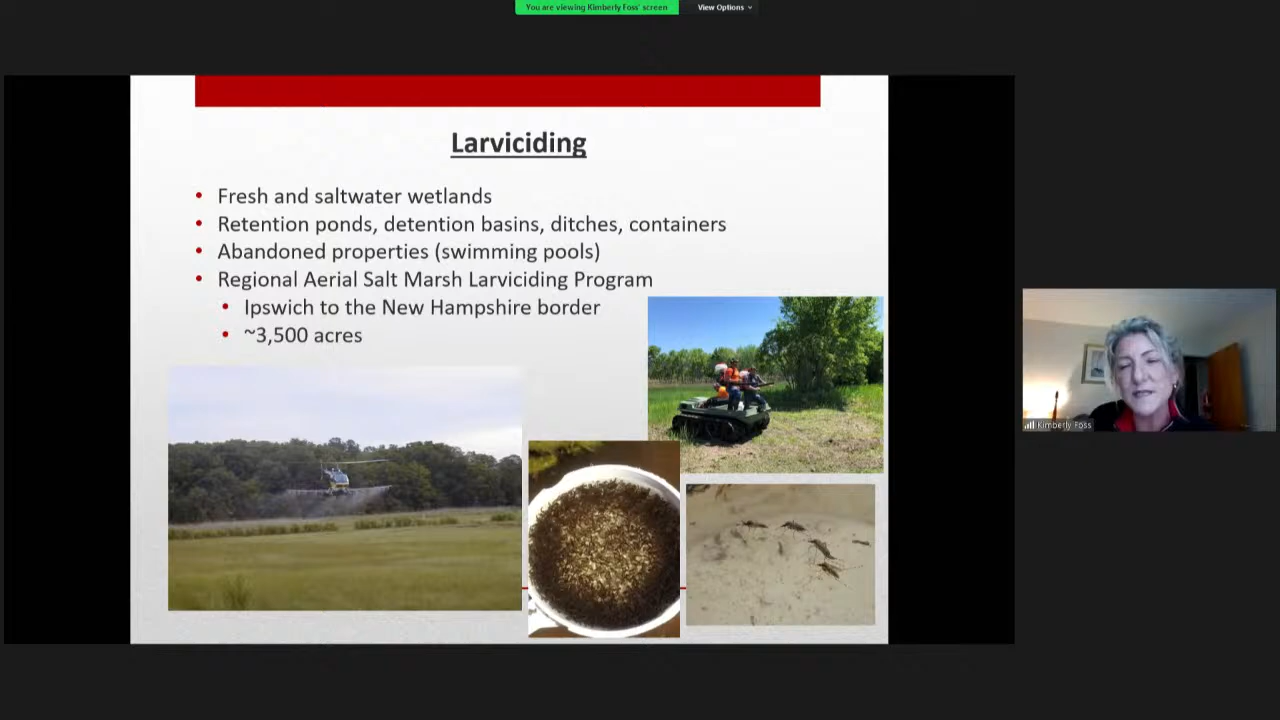 You are viewing Kimberly Foss' screen
View Options
Larviciding
• Fresh and saltwater wetlands
• Retention ponds, detention basins, ditches, containers
• Abandoned properties (swimming pools)
• Regional Aerial Salt Marsh Larviciding Program
• Ipswich to the New Hampshire border
• ~3,500 acres
Kimberly Foss